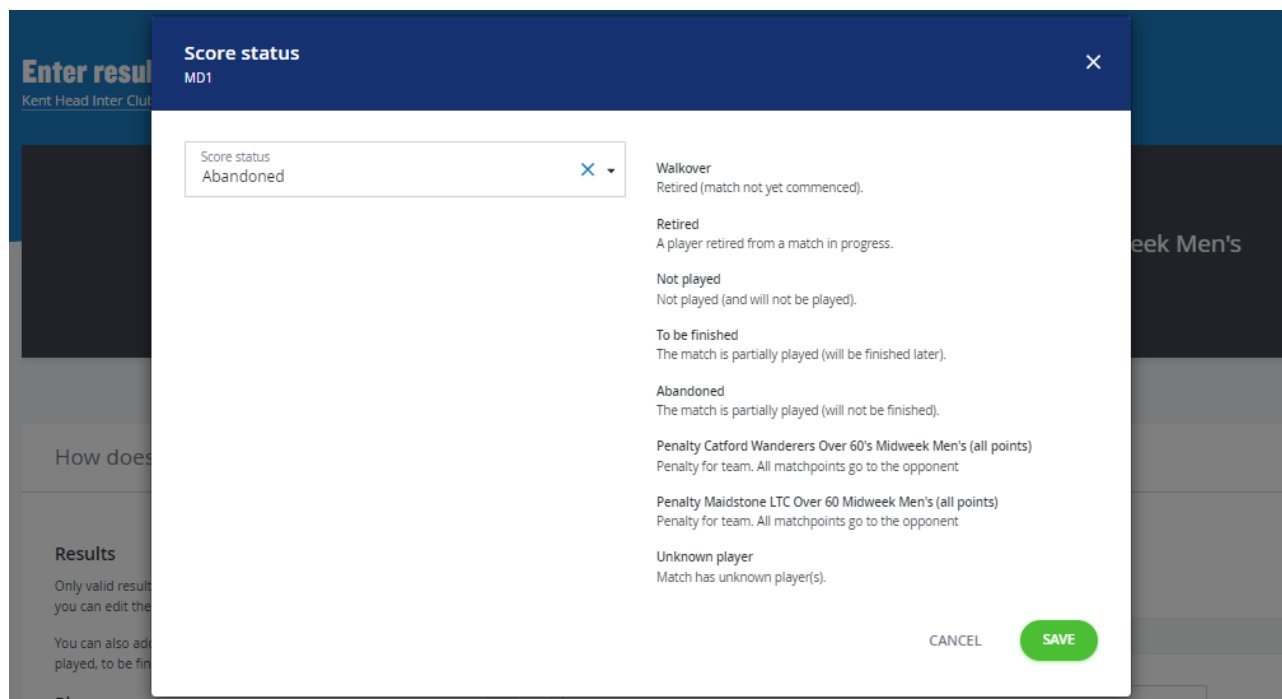 Score status
MD1
Enter resul
Kent Head Inter Clu
Score status
Abandoned
Walkover
Retired (match not yet commenced).
Retired
A player retired from a match in progress.
Not played
Not played (and will not be played).
To be finished
The match is partially played (will be finished later).
Abandoned
The match is partially played (will not be finished).
Penalty Catford Wanderers Over 60's Midweek Men's (all points)
Penalty for team. All matchpoints go to the opponent
Penalty Maidstone LTC Over 60 Midweek Men's (all points)
Penalty for team. All matchpoints go to the opponent
Unknown player
Match has unknown player(s).
CANCEL
SAVE
eek Men's
How does
Results
Only valid result
you can edit the
You can also add
played, to be fin